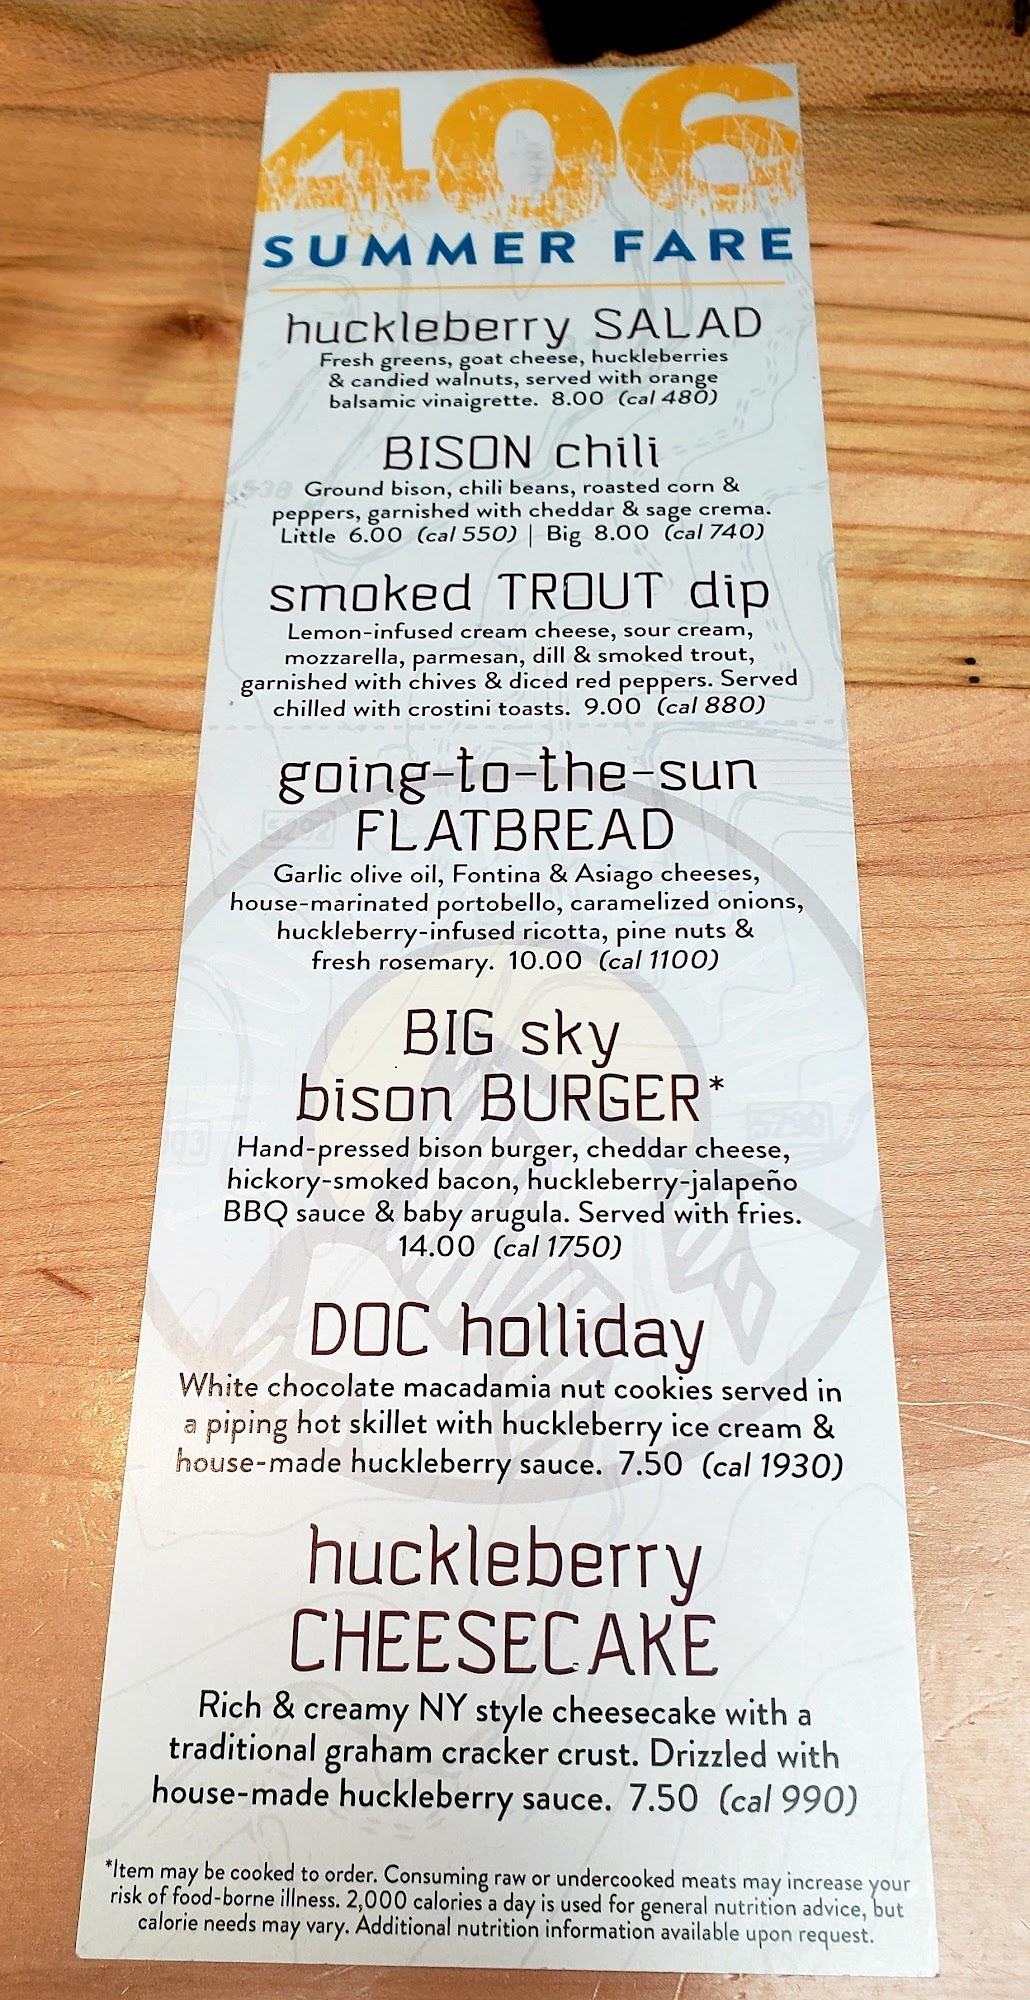 406
SUMMER FARE
huckleberry SALAD
Fresh greens, goat cheese, huckleberries
& candied walnuts, served with orange
balsamic vinaigrette. 8.00 (cal 480)
BISON chili
Ground bison, chili beans, roasted corn &
peppers, garnished with cheddar & sage crema.
Little 6.00 (cal 550) | Big 8.00 (cal 740)
smoked TROUT dip
Lemon-infused cream cheese, sour cream,
mozzarella, parmesan, dill & smoked trout,
garnished with chives & diced red peppers. Served
chilled with crostini toasts. 9.00 (cal 880)
going-to-the-sun
FLATBREAD
Garlic olive oil, Fontina & Asiago cheeses,
house-marinated portobello, caramelized onions,
huckleberry-infused ricotta, pine nuts &
fresh rosemary. 10.00 (cal 1100)
BIG sky
bison BURGER*
Hand-pressed bison burger, cheddar cheese,
hickory-smoked bacon, huckleberry-jalapeño
BBQ sauce & baby arugula. Served with fries.
14.00 (cal 1750)
DOC holliday
White chocolate macadamia nut cookies served in
a piping hot skillet with huckleberry ice cream &
house-made huckleberry sauce. 7.50 (cal 1930)
huckleberry
CHEESECAKE
Rich & creamy NY style cheesecake with a
traditional graham cracker crust. Drizzled with
house-made huckleberry sauce. 7.50 (cal 990)
*Item may be cooked to order. Consuming raw or undercooked meats may increase your
risk of food-borne illness. 2,000 calories a day is used for general nutrition advice, but
calorie needs may vary. Additional nutrition information available upon request.